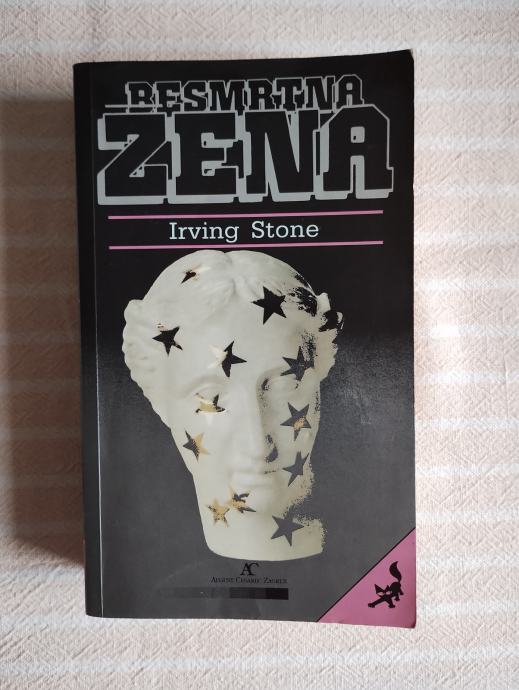 BESMRTNA
ZENA
Irving Stone
AC
AUGUST CESAREC ZAGREB